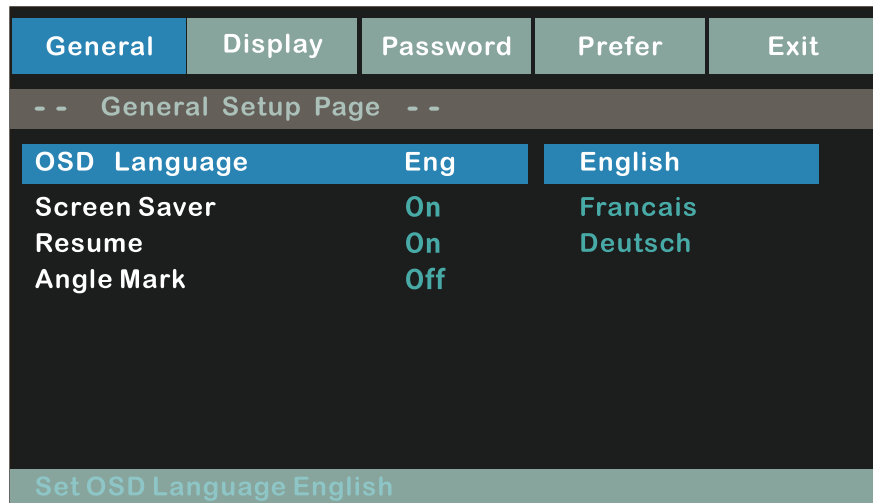 General Display Password Prefer Exit
-- General Setup Page --
OSD Language Eng English
Screen Saver On Francais
Resume On Deutsch
Angle Mark Off
Set OSD Language English